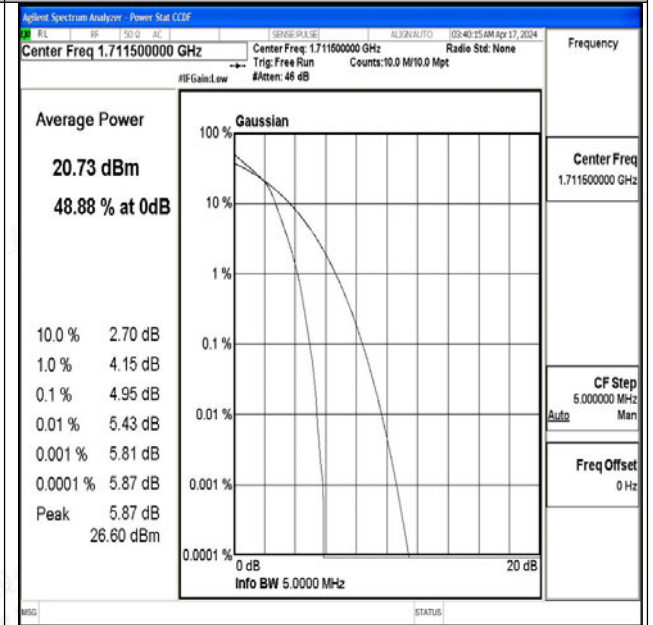 Agilent Spectrum Analyzer - Power Stat CCDF
RL RF 50 Ω AC SENSE:PULSE ALIGN AUTO 03:40:15 AM Apr 17, 2024
Center Freq 1.711500000 GHz
Center Freq: 1.711500000 GHz Radio Std: None
Trig: Free Run Counts:10.0 M/10.0 Mpt
#IFGain:Low #Atten: 46 dB
Frequency
Average Power
20.73 dBm
48.88 % at 0dB
10.0 % 2.70 dB
1.0 % 4.15 dB
0.1 % 4.95 dB
0.01 % 5.43 dB
0.001 % 5.81 dB
0.0001 % 5.87 dB
Peak 5.87 dB
26.60 dBm
Gaussian
100 %
10 %
1 %
0.1 %
0.01 %
0.001 %
0.0001 %
0 dB 20 dB
Info BW 5.0000 MHz
Center Freq
1.711500000 GHz
CF Step
5.000000 MHz
Auto Man
Freq Offset
0 Hz
MSG STATUS